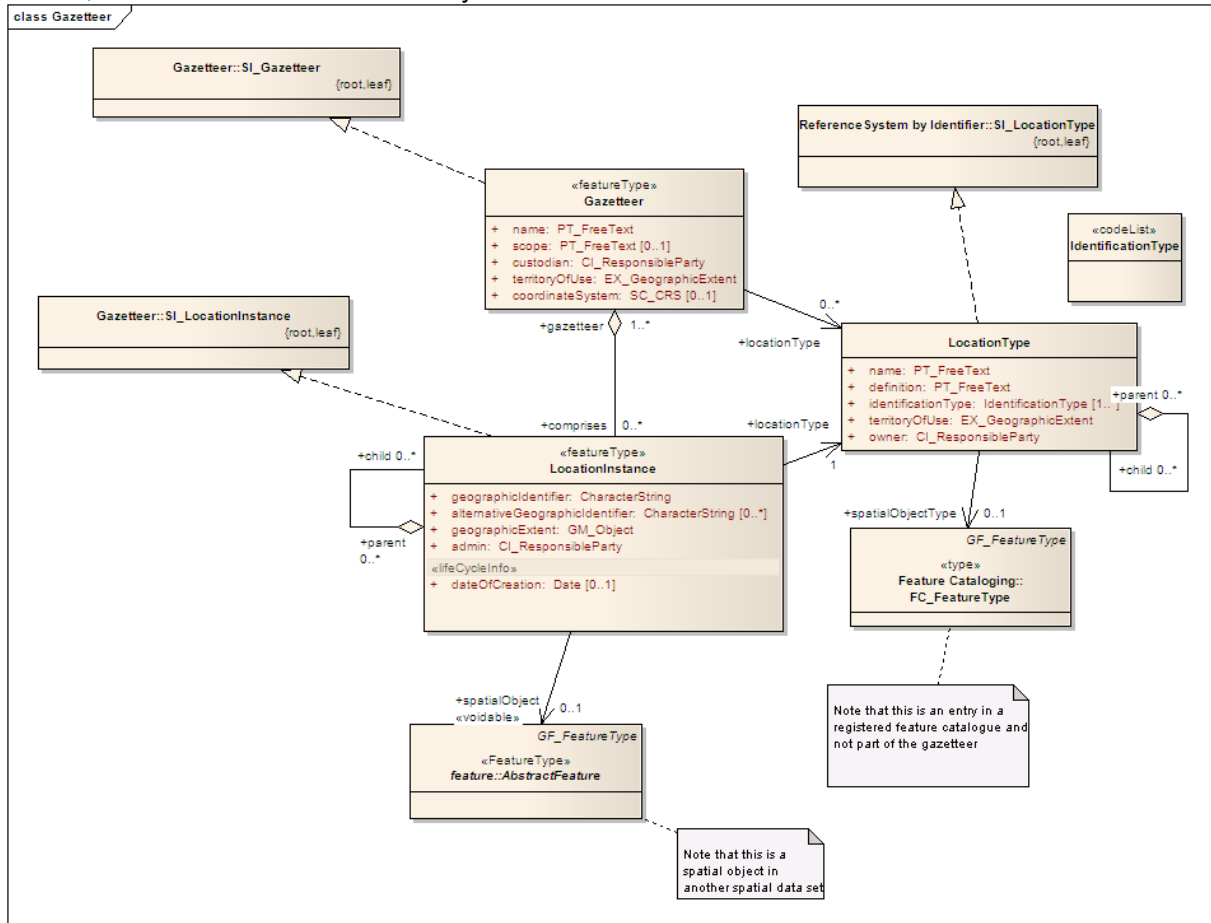 class Gazetteer
Gazetteer::SI_Gazetteer
{root,leaf}
ReferenceSystem by Identifier::SI_LocationType
{root,leaf}
«featureType»
Gazetteer
+ name: PT_FreeText
+ scope: PT_FreeText [0..1]
+ custodian: CI_ResponsibleParty
+ territoryOfUse: EX_GeographicExtent
+ coordinateSystem: SC_CRS [0..1]
«codeList»
IdentificationType
Gazetteer::SI_LocationInstance
{root,leaf}
+gazetteer 1..*
0..*
+locationType
LocationType
+ name: PT_FreeText
+ definition: PT_FreeText
+ identificationType: IdentificationType [1..
+ territoryOfUse: EX_GeographicExtent
+ owner: CI_ResponsibleParty
+parent 0..*
+child 0..*
+comprises 0..*
+locationType
1
«featureType»
LocationInstance
+ geographicIdentifier: CharacterString
+ alternativeGeographicIdentifier: CharacterString [0..*]
+ geographicExtent: GM_Object
+ admin: CI_ResponsibleParty
«lifeCycleInfo»
+ dateOfCreation: Date [0..1]
+child 0..*
+parent
0..*
+spatialObjectType 0..1
GF_FeatureType
«type»
Feature Cataloging::
FC_FeatureType
+spatialObject
«voidable»
0..1
GF_FeatureType
«FeatureType»
feature::AbstractFeature
Note that this is an entry in a
registered feature catalogue and
not part of the gazetteer
Note that this is a
spatial object in
another spatial data set